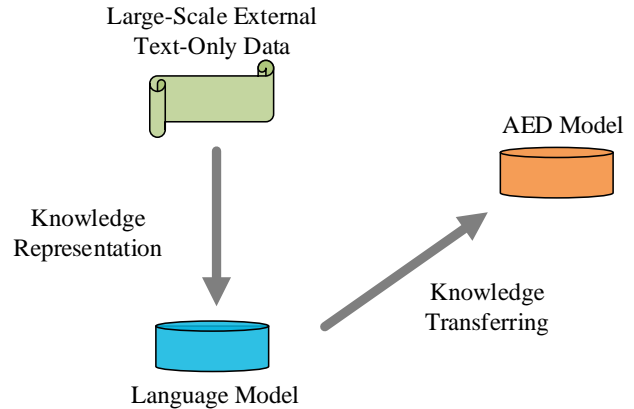 Large-Scale External
Text-Only Data
AED Model
Knowledge
Representation
Knowledge
Transferring
Language Model